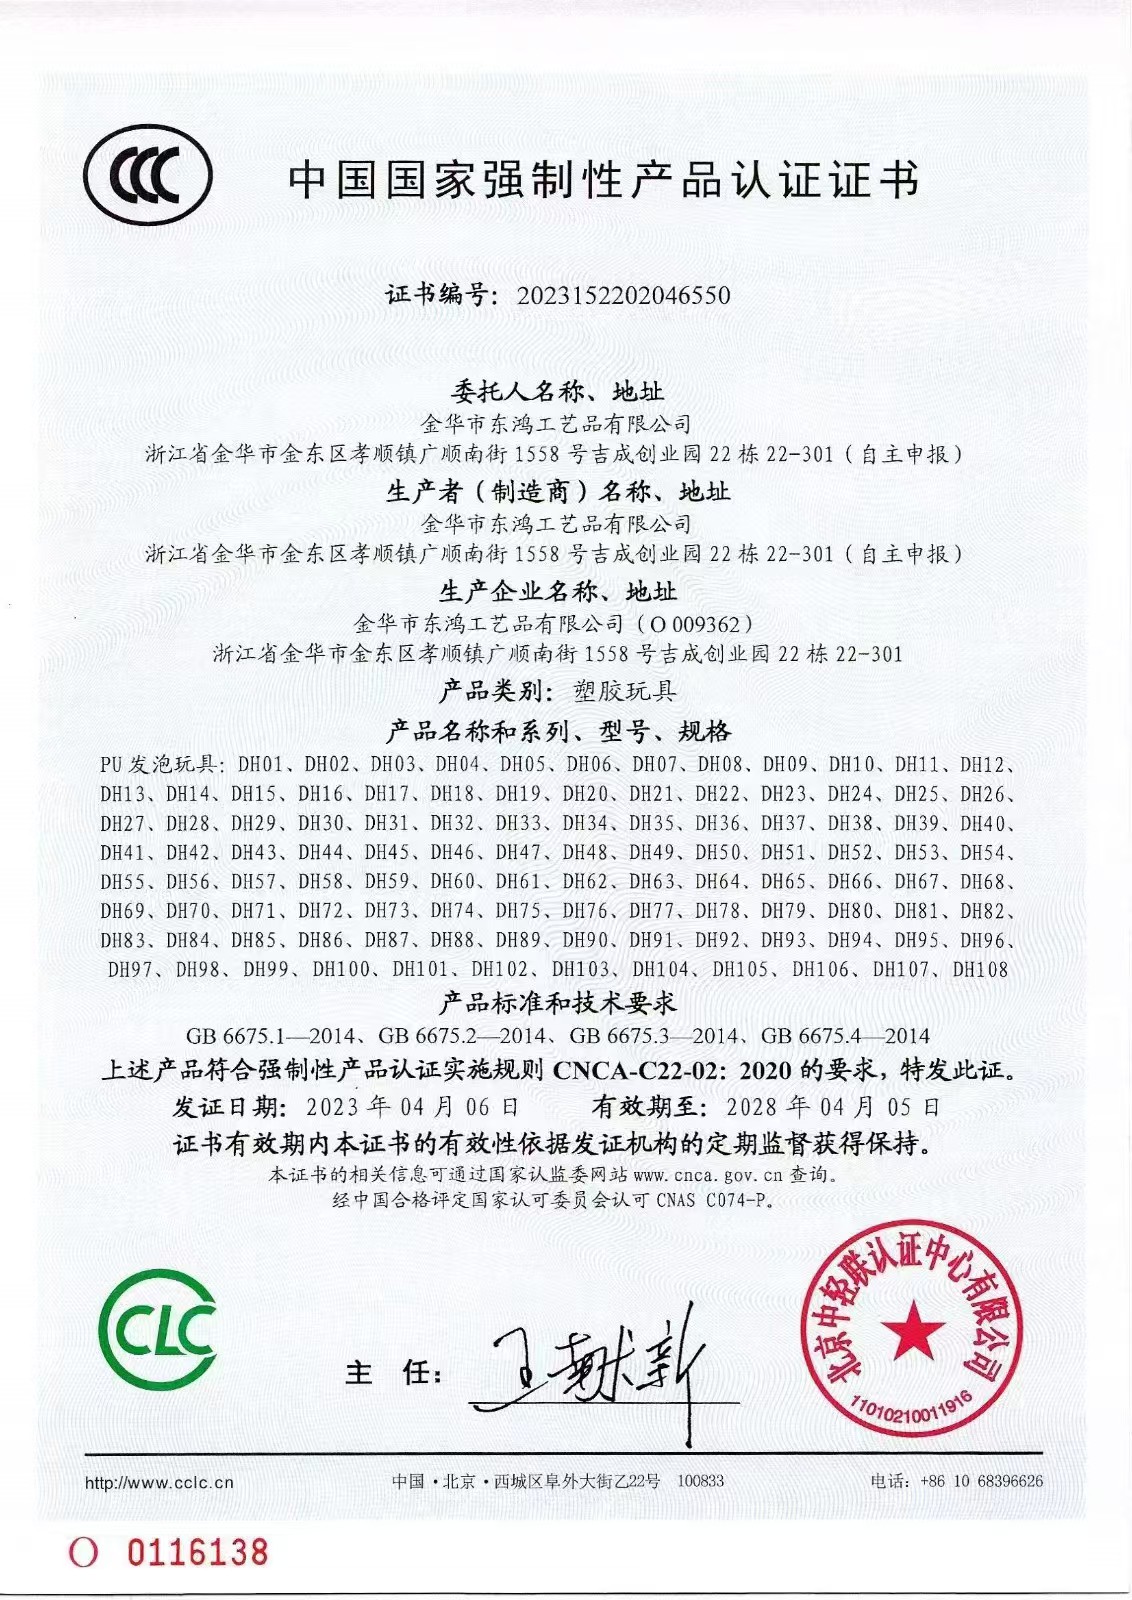 CCC
中国国家强制性产品认证证书
证书编号：2023152202046550
委托人名称、地址
金华市东鸿工艺品有限公司
浙江省金华市金东区孝顺镇广顺南街1558号吉成创业园22栋22-301（自主申报）
生产者（制造商）名称、地址
金华市东鸿工艺品有限公司
浙江省金华市金东区孝顺镇广顺南街1558号吉成创业园22栋22-301（自主申报）
生产企业名称、地址
金华市东鸿工艺品有限公司（O 009362）
浙江省金华市金东区孝顺镇广顺南街1558号吉成创业园22栋22-301
产品类别：塑胶玩具
产品名称和系列、型号、规格
PU发泡玩具：DH01、DH02、DH03、DH04、DH05、DH06、DH07、DH08、DH09、DH10、DH11、DH12、
DH13、DH14、DH15、DH16、DH17、DH18、DH19、DH20、DH21、DH22、DH23、DH24、DH25、DH26、
DH27、DH28、DH29、DH30、DH31、DH32、DH33、DH34、DH35、DH36、DH37、DH38、DH39、DH40、
DH41、DH42、DH43、DH44、DH45、DH46、DH47、DH48、DH49、DH50、DH51、DH52、DH53、DH54、
DH55、DH56、DH57、DH58、DH59、DH60、DH61、DH62、DH63、DH64、DH65、DH66、DH67、DH68、
DH69、DH70、DH71、DH72、DH73、DH74、DH75、DH76、DH77、DH78、DH79、DH80、DH81、DH82、
DH83、DH84、DH85、DH86、DH87、DH88、DH89、DH90、DH91、DH92、DH93、DH94、DH95、DH96、
DH97、DH98、DH99、DH100、DH101、DH102、DH103、DH104、DH105、DH106、DH107、DH108
产品标准和技术要求
GB 6675.1—2014、GB 6675.2—2014、GB 6675.3—2014、GB 6675.4—2014
上述产品符合强制性产品认证实施规则 CNCA-C22-02：2020 的要求，特发此证。
发证日期：2023年04月06日 有效期至：2028年04月05日
证书有效期内本证书的有效性依据发证机构的定期监督获得保持。
本证书的相关信息可通过国家认监委网站www.cnca.gov.cn查询。
经中国合格评定国家认可委员会认可CNAS C074-P。
CLC
主 任：
王献新
北京中轻联认证中心有限公司
11010210011916
http://www.cclc.cn 中国·北京·西城区阜外大街乙22号 100833 电话：+86 10 68396626
O 0116138